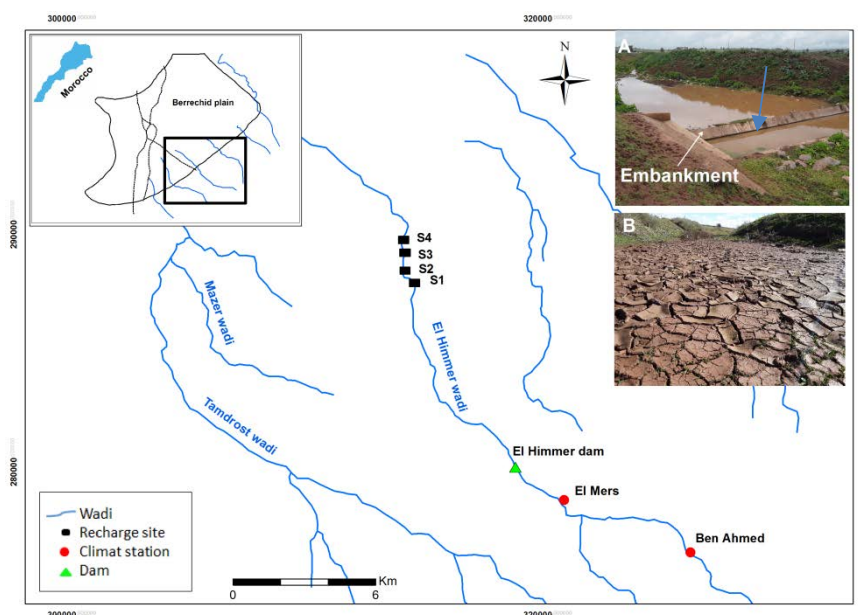 300000
320000
Morocco
Berrechid plain
N
A
Embankment
B
290000
S4
S3
S2
S1
Mazer wadi
El Himmer wadi
Tamdrost wadi
El Himmer dam
280000
El Mers
Ben Ahmed
Wadi
Recharge site
Climat station
Dam
Km
0
6
300000
320000